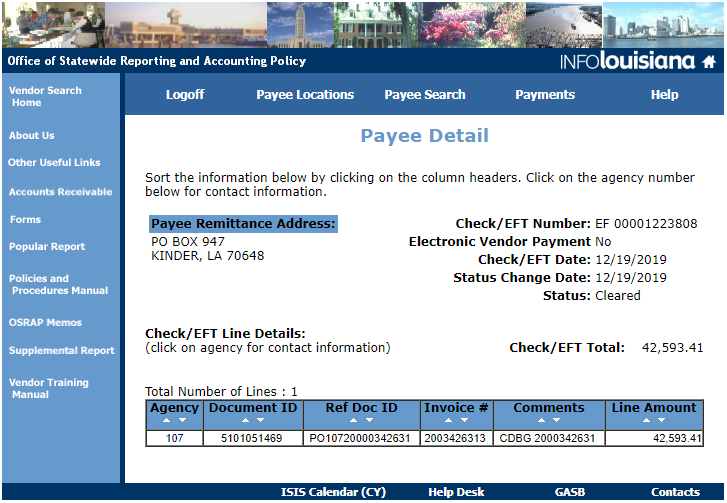 Office of Statewide Reporting and Accounting Policy
INFOlouisiana
Vendor Search
Home
About Us
Other Useful Links
Accounts Receivable
Forms
Popular Report
Policies and
Procedures Manual
OSRAP Memos
Supplemental Report
Vendor Training
Manual
Logoff Payee Locations Payee Search Payments Help
Payee Detail
Sort the information below by clicking on the column headers. Click on the agency number
below for contact information.
Payee Remittance Address:
PO BOX 947
KINDER, LA 70648
Check/EFT Number: EF 00001223808
Electronic Vendor Payment No
Check/EFT Date: 12/19/2019
Status Change Date: 12/19/2019
Status: Cleared
Check/EFT Line Details:
(click on agency for contact information)
Check/EFT Total: 42,593.41
Total Number of Lines : 1
Agency Document ID Ref Doc ID Invoice # Comments Line Amount
107 5101051469 PO10720000342631 2003426313 CDBG 2000342631 42,593.41
ISIS Calendar (CY) Help Desk GASB Contacts